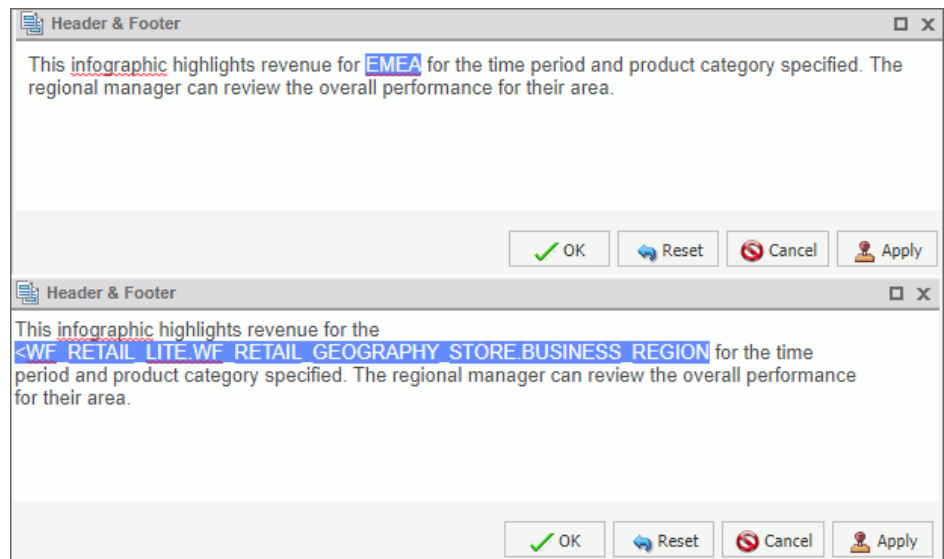 Header & Footer
This infographic highlights revenue for EMEA for the time period and product category specified. The
regional manager can review the overall performance for their area.
OK Reset Cancel Apply
Header & Footer
This infographic highlights revenue for the
<WF_RETAIL_LITE.WF_RETAIL_GEOGRAPHY_STORE.BUSINESS_REGION for the time
period and product category specified. The regional manager can review the overall performance
for their area.
OK Reset Cancel Apply